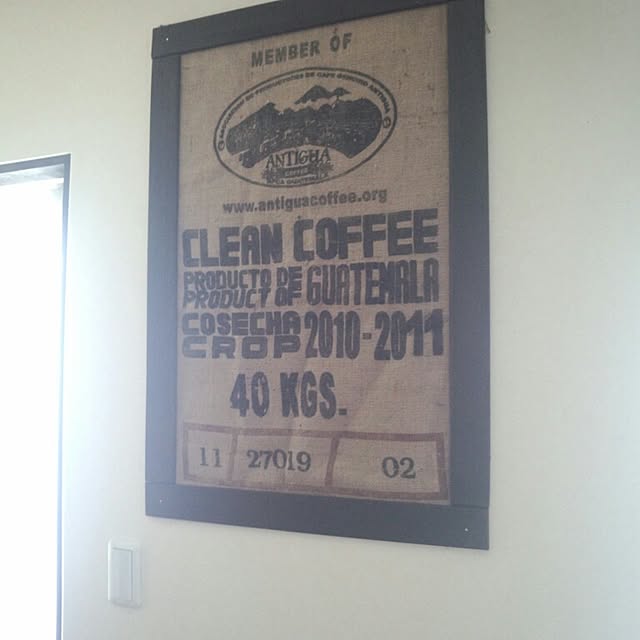 MEMBER OF
ANTIGUA
www.antiguacoffee.org
CLEAN COFFEE
PRODUCTO DE
PRODUCT OF GUATEMALA
COSECHA
CROP 2010-2011
40 KGS.
11 27019 02